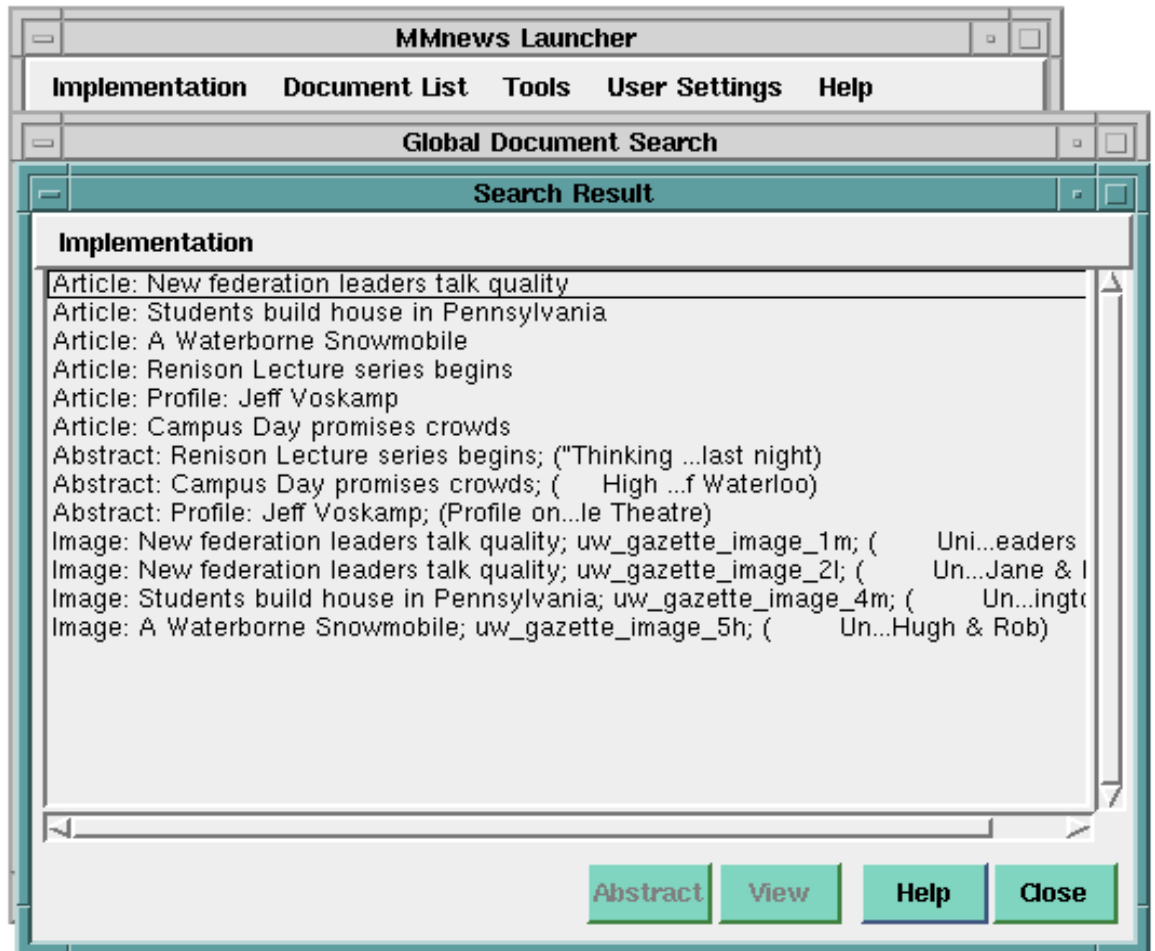 MMnews Launcher
Implementation Document List Tools User Settings Help
Global Document Search
Search Result
Implementation
Article: New federation leaders talk quality
Article: Students build house in Pennsylvania
Article: A Waterborne Snowmobile
Article: Renison Lecture series begins
Article: Profile: Jeff Voskamp
Article: Campus Day promises crowds
Abstract: Renison Lecture series begins; ("Thinking ...last night)
Abstract: Campus Day promises crowds; ( High ...f Waterloo)
Abstract: Profile: Jeff Voskamp; (Profile on...le Theatre)
Image: New federation leaders talk quality; uw_gazette_image_1m; ( Uni...eaders
Image: New federation leaders talk quality; uw_gazette_image_2l; ( Un...Jane &
Image: Students build house in Pennsylvania; uw_gazette_image_4m; ( Un...ingto
Image: A Waterborne Snowmobile; uw_gazette_image_5h; ( Un...Hugh & Rob)
Abstract View Help Close